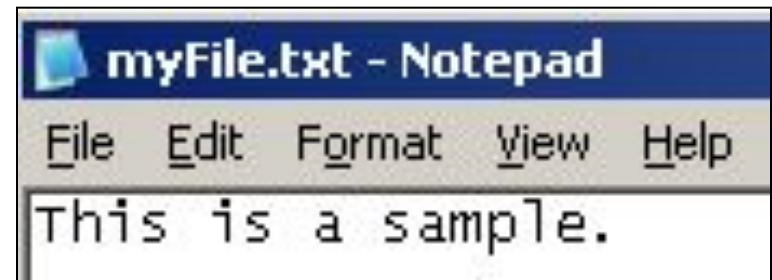 myFile.txt - Notepad
File Edit Format View Help
This is a sample.